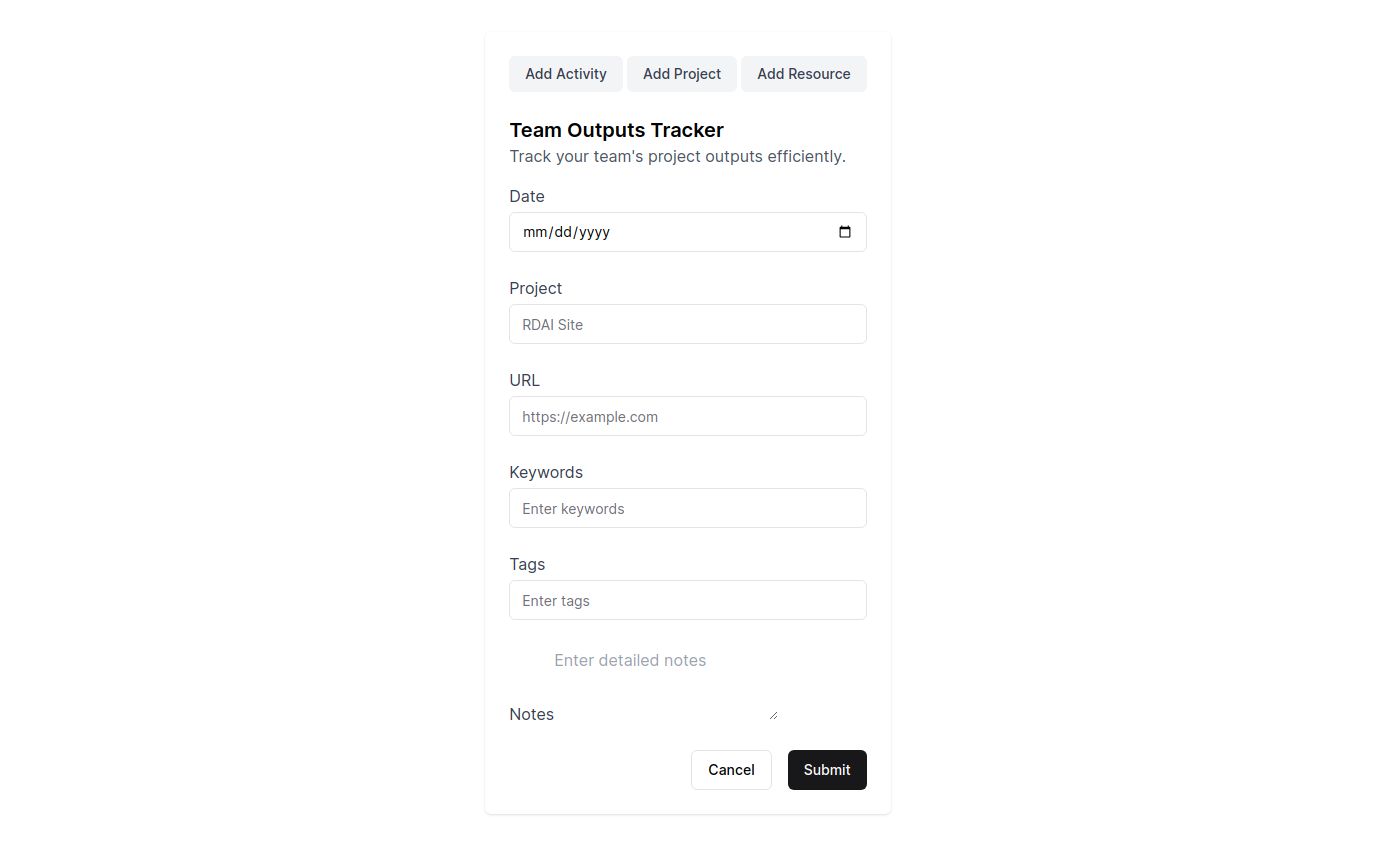 Add Activity Add Project Add Resource
Team Outputs Tracker
Track your team's project outputs efficiently.
Date
mm/dd/yyyy
Project
RDAI Site
URL
https://example.com
Keywords
Enter keywords
Tags
Enter tags
Enter detailed notes
Notes
Cancel Submit